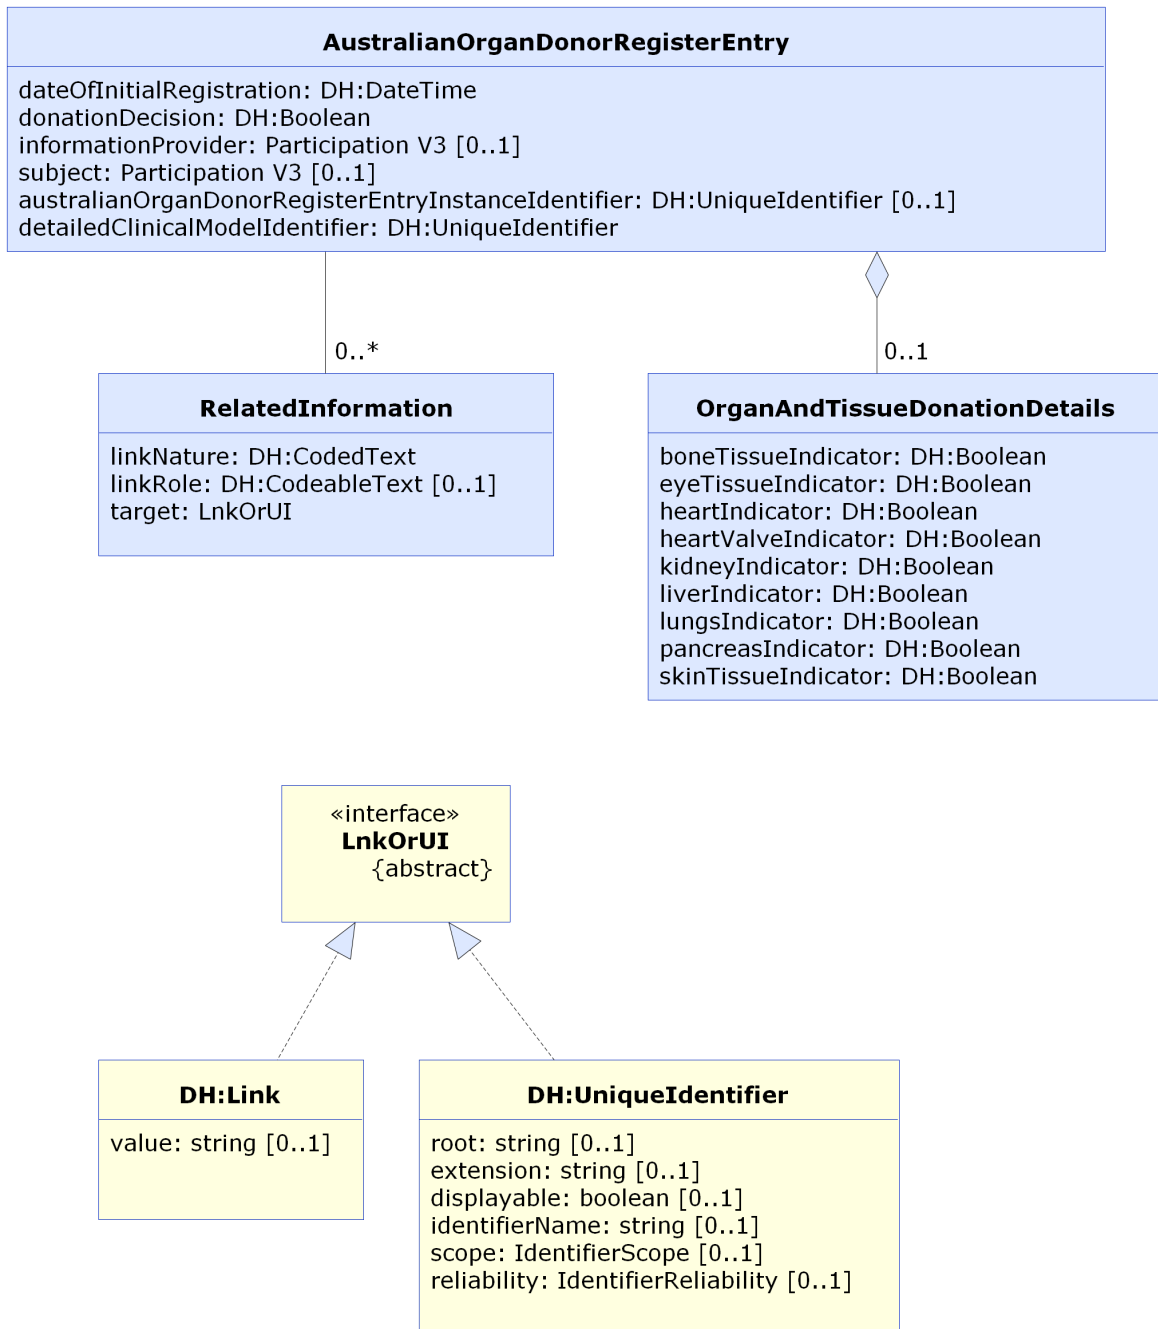 AustralianOrganDonorRegisterEntry
dateOfInitialRegistration: DH:DateTime
donationDecision: DH:Boolean
informationProvider: Participation V3 [0..1]
subject: Participation V3 [0..1]
australianOrganDonorRegisterEntryInstanceIdentifier: DH:UniqueIdentifier [0..1]
detailedClinicalModelIdentifier: DH:UniqueIdentifier
0..*
0..1
RelatedInformation
linkNature: DH:CodedText
linkRole: DH:CodeableText [0..1]
target: LnkOrUI
OrganAndTissueDonationDetails
boneTissueIndicator: DH:Boolean
eyeTissueIndicator: DH:Boolean
heartIndicator: DH:Boolean
heartValveIndicator: DH:Boolean
kidneyIndicator: DH:Boolean
liverIndicator: DH:Boolean
lungsIndicator: DH:Boolean
pancreasIndicator: DH:Boolean
skinTissueIndicator: DH:Boolean
«interface»
LnkOrUI
{abstract}
DH:Link
value: string [0..1]
DH:UniqueIdentifier
root: string [0..1]
extension: string [0..1]
displayable: boolean [0..1]
identifierName: string [0..1]
scope: IdentifierScope [0..1]
reliability: IdentifierReliability [0..1]